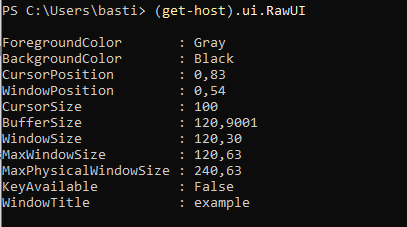 PS C:\Users\basti> (get-host).ui.RawUI
ForegroundColor       : Gray
BackgroundColor       : Black
CursorPosition        : 0,83
WindowPosition        : 0,54
CursorSize            : 100
BufferSize            : 120,9001
WindowSize            : 120,30
MaxWindowSize         : 120,63
MaxPhysicalWindowSize : 240,63
KeyAvailable          : False
WindowTitle           : example